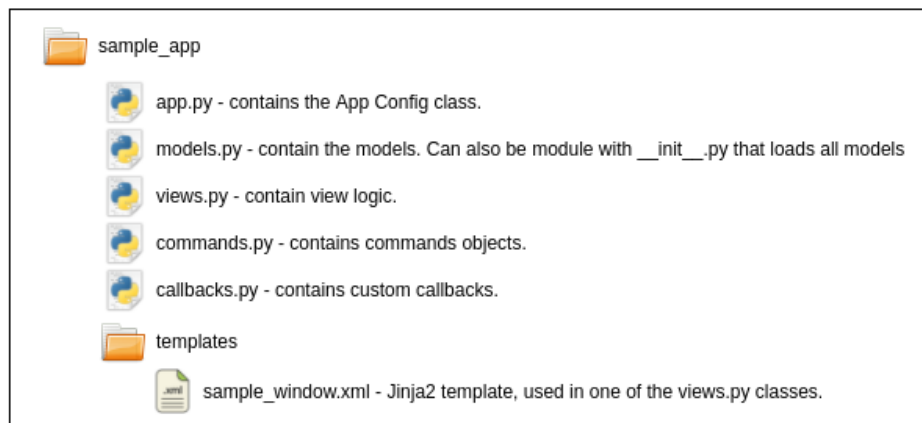 sample_app
app.py - contains the App Config class.
models.py - contain the models. Can also be module with __init__.py that loads all models
views.py - contain view logic.
commands.py - contains commands objects.
callbacks.py - contains custom callbacks.
templates
.xml
sample_window.xml - Jinja2 template, used in one of the views.py classes.